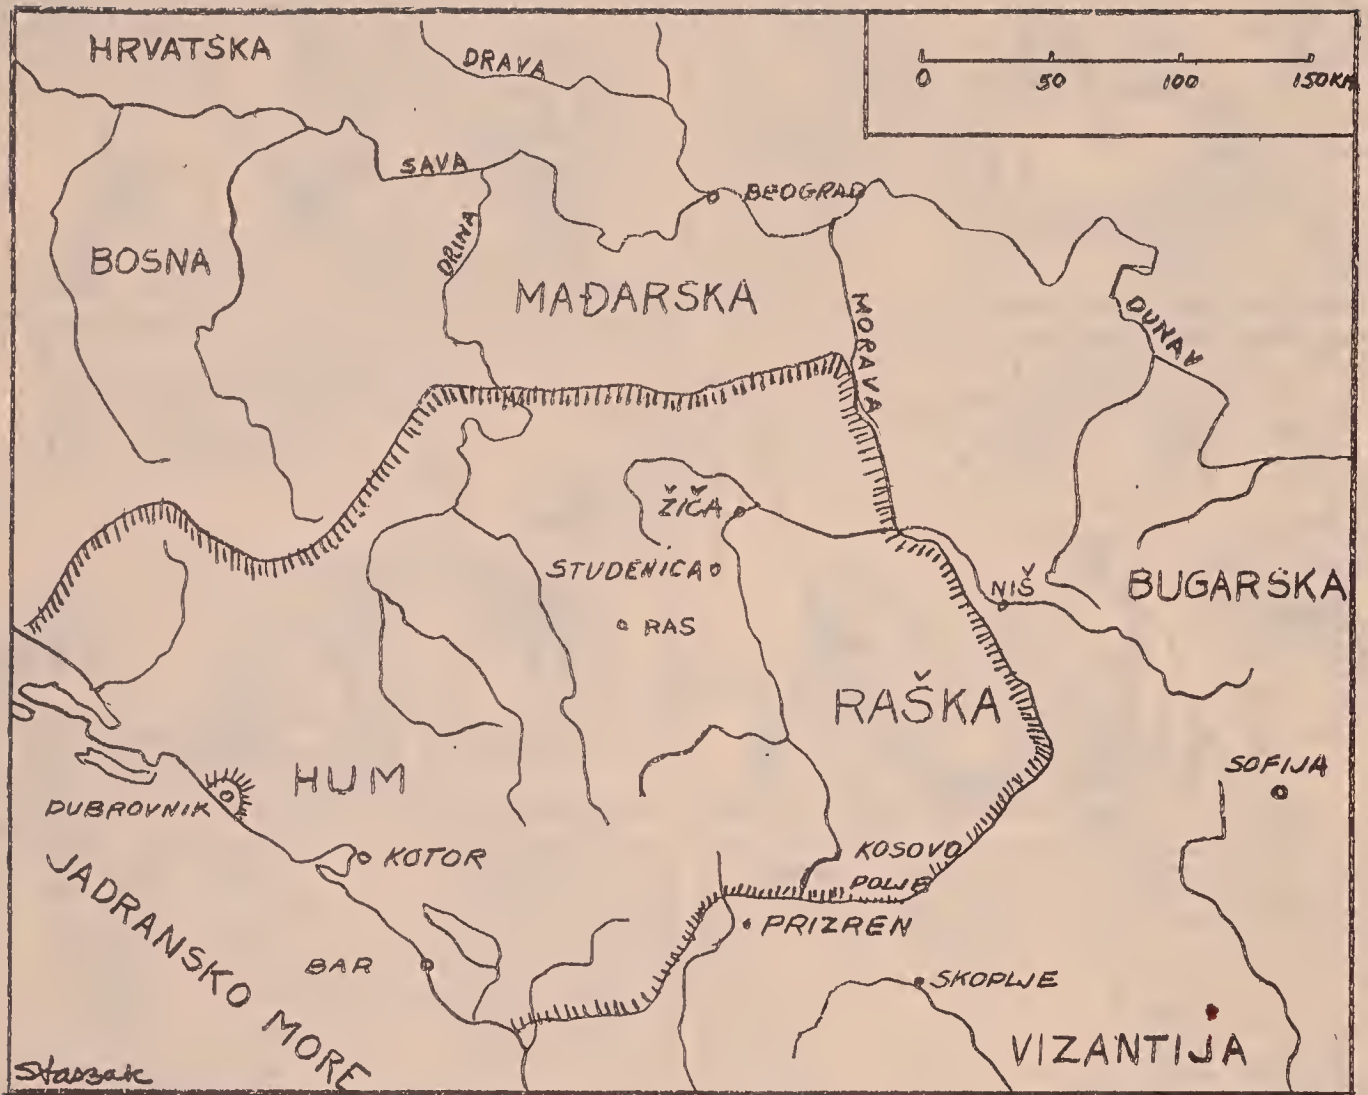 HRVATSKA
DRAVA
0 50 100 150KM
SAVA
BEOGRAD
DRINA
BOSNA
MAĐARSKA
MORAVA
DUNAV
ŽIČA
STUDENICA
NIŠ
BUGARSKA
RAS
RAŠKA
SOFIJA
HUM
DUBROVNIK
KOTOR
KOSOVO
POLJE
PRIZREN
JADRANSKO MORE
BAR
SKOPLJE
VIZANTIJA
Staszak